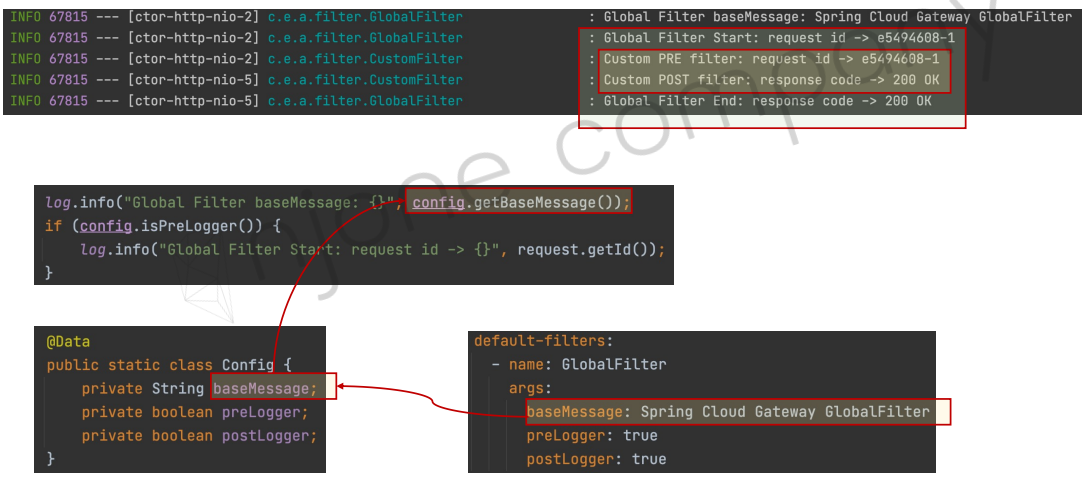 INFO 67815 --- [ctor-http-nio-2] c.e.a.filter.GlobalFilter : Global Filter baseMessage: Spring Cloud Gateway GlobalFilter
INFO 67815 --- [ctor-http-nio-2] c.e.a.filter.GlobalFilter : Global Filter Start: request id -> e5494608-1
INFO 67815 --- [ctor-http-nio-2] c.e.a.filter.CustomFilter : Custom PRE filter: request id -> e5494608-1
INFO 67815 --- [ctor-http-nio-5] c.e.a.filter.CustomFilter : Custom POST filter: response code -> 200 OK
INFO 67815 --- [ctor-http-nio-5] c.e.a.filter.GlobalFilter : Global Filter End: response code -> 200 OK
log.info("Global Filter baseMessage: {}", config.getBaseMessage());
if (config.isPreLogger()) {
log.info("Global Filter Start: request id -> {}", request.getId());
}
@Data
public static class Config {
private String baseMessage;
private boolean preLogger;
private boolean postLogger;
}
default-filters:
- name: GlobalFilter
args:
baseMessage: Spring Cloud Gateway GlobalFilter
preLogger: true
postLogger: true
njone company